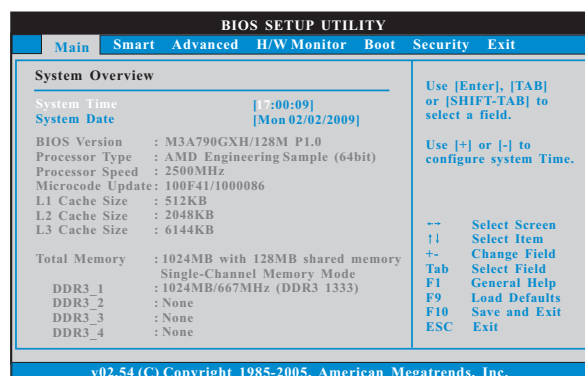 BIOS SETUP UTILITY
Main Smart Advanced H/W Monitor Boot Security Exit
System Overview
System Time [17:00:09]
System Date [Mon 02/02/2009]
BIOS Version : M3A790GXH/128M P1.0
Processor Type : AMD Engineering Sample (64bit)
Processor Speed : 2500MHz
Microcode Update: 100F41/1000086
L1 Cache Size : 512KB
L2 Cache Size : 2048KB
L3 Cache Size : 6144KB
Total Memory : 1024MB with 128MB shared memory
Single-Channel Memory Mode
DDR3_1 : 1024MB/667MHz (DDR3 1333)
DDR3_2 : None
DDR3_3 : None
DDR3_4 : None
Use [Enter], [TAB]
or [SHIFT-TAB] to
select a field.
Use [+] or [-] to
configure system Time.
←→ Select Screen
↑↓ Select Item
+- Change Field
Tab Select Field
F1 General Help
F9 Load Defaults
F10 Save and Exit
ESC Exit
v02.54 (C) Copyright 1985-2005, American Megatrends, Inc.